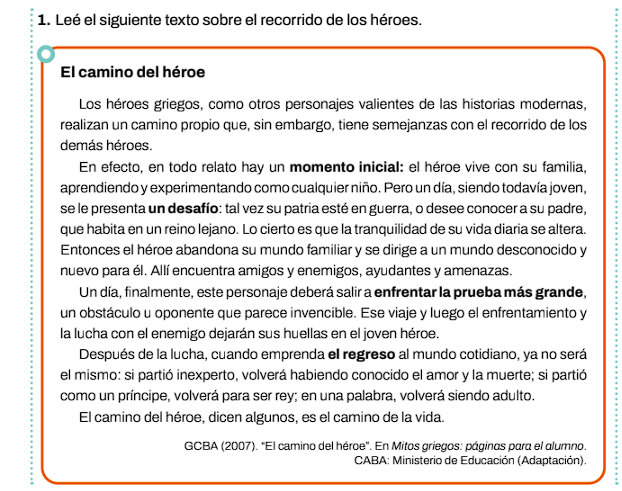 1. Leé el siguiente texto sobre el recorrido de los héroes.
El camino del héroe
Los héroes griegos, como otros personajes valientes de las historias modernas,
realizan un camino propio que, sin embargo, tiene semejanzas con el recorrido de los
demás héroes.
En efecto, en todo relato hay un momento inicial: el héroe vive con su familia,
aprendiendo y experimentando como cualquier niño. Pero un día, siendo todavía joven,
se le presenta un desafío: tal vez su patria esté en guerra, o desee conocer a su padre,
que habita en un reino lejano. Lo cierto es que la tranquilidad de su vida diaria se altera.
Entonces el héroe abandona su mundo familiar y se dirige a un mundo desconocido y
nuevo para él. Allí encuentra amigos y enemigos, ayudantes y amenazas.
Un día, finalmente, este personaje deberá salir a enfrentar la prueba más grande,
un obstáculo u oponente que parece invencible. Ese viaje y luego el enfrentamiento y
la lucha con el enemigo dejarán sus huellas en el joven héroe.
Después de la lucha, cuando emprenda el regreso al mundo cotidiano, ya no será
el mismo: si partió inexperto, volverá habiendo conocido el amor y la muerte; si partió
como un príncipe, volverá para ser rey; en una palabra, volverá siendo adulto.
El camino del héroe, dicen algunos, es el camino de la vida.
GCBA (2007). “El camino del héroe”. En Mitos griegos: páginas para el alumno.
CABA: Ministerio de Educación (Adaptación).